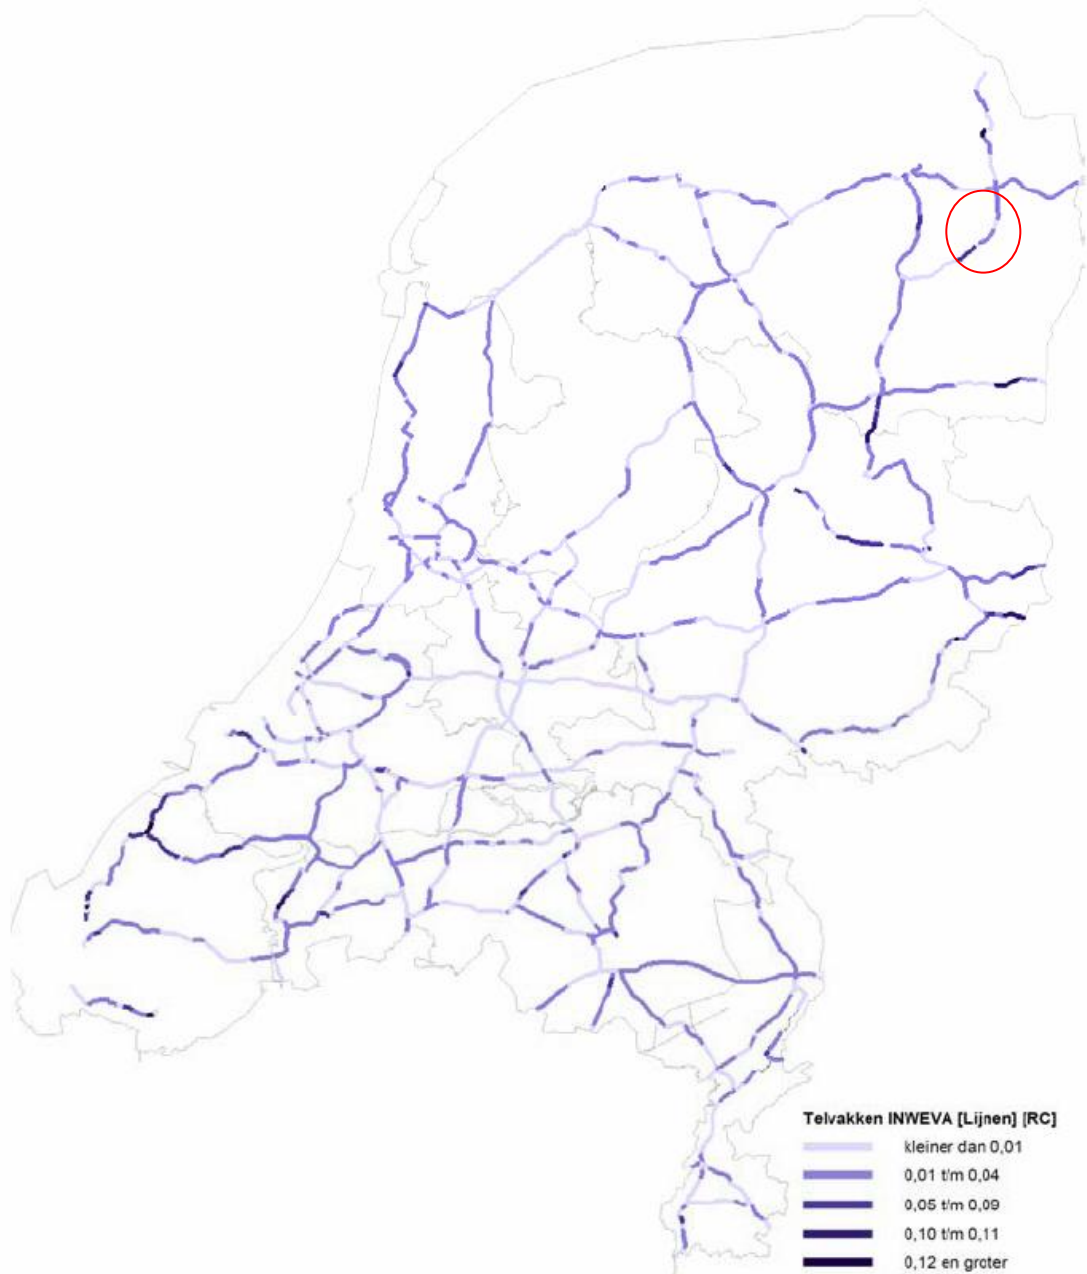 Telvakken INWEVA [Lijnen] [RC]
kleiner dan 0,01
0,01 t/m 0,04
0,05 t/m 0,09
0,10 t/m 0,11
0,12 en groter